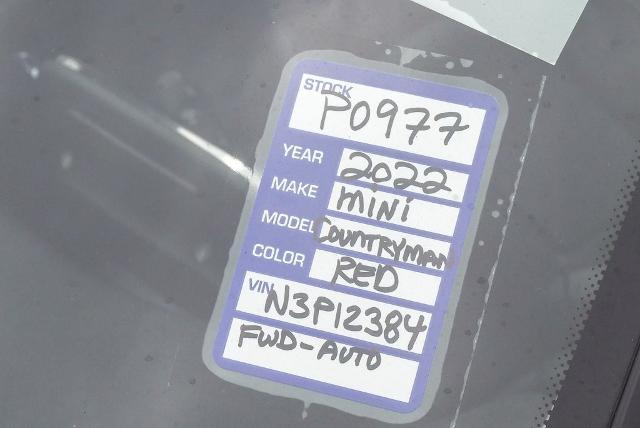 STOCK
P0977
YEAR 2022
MAKE MINI
MODEL COUNTRYMAN
COLOR RED
VIN N3P12384
FWD-AUTO